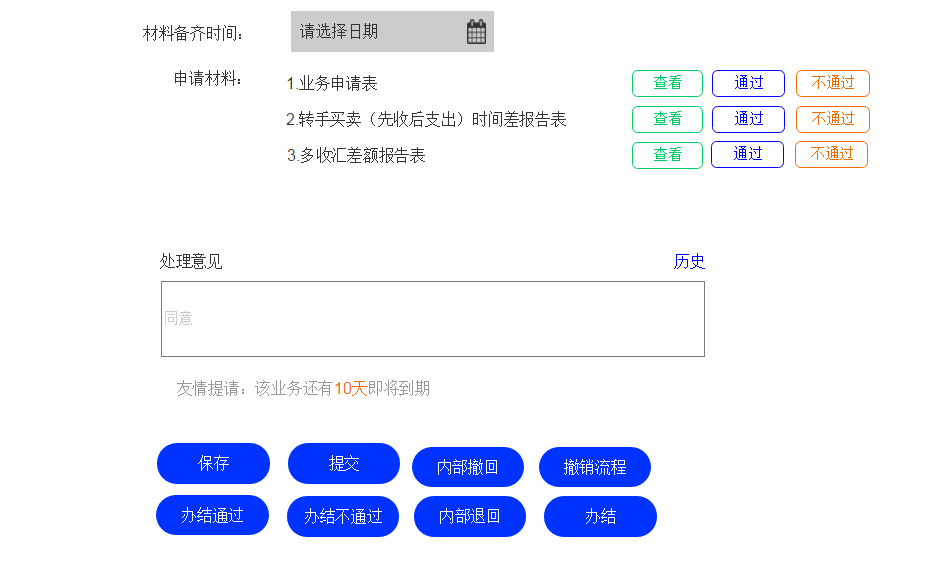 材料备齐时间： 请选择日期
申请材料： 1.业务申请表 查看 通过 不通过
2.转手买卖（先收后支出）时间差报告表 查看 通过 不通过
3.多收汇差额报告表 查看 通过 不通过
处理意见 历史
同意
友情提请：该业务还有10天即将到期
保存 提交 内部撤回 撤销流程
办结通过 办结不通过 内部退回 办结